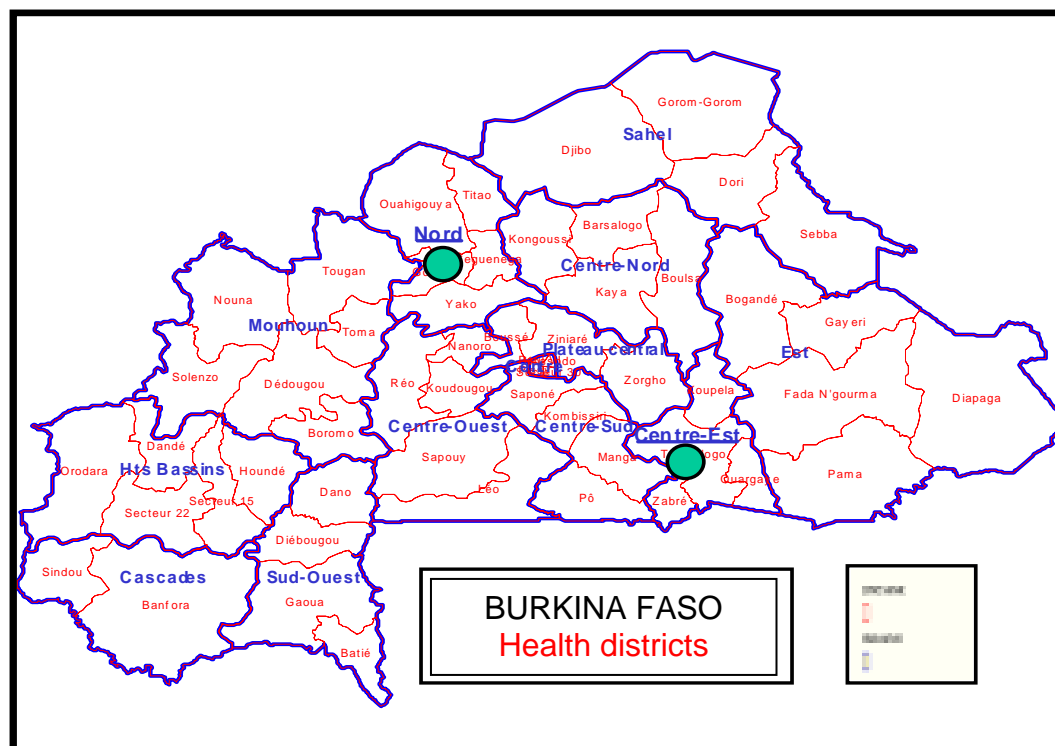 Gorom-Gorom
Sahel
Djibo
Dori
Titao
Ouahigouya
Nord
Kongoussi
Barsalogo
Sebba
Tougan
Centre-Nord
Boulsa
Nouna
Yako
Kaya
Bogandé
Gayeri
Mouhoun
Toma
Boussé
Ziniaré
Nanoro
Plateau-central
Est
Solenzo
Dédougou
Réo
Koudougou
Zorgho
Saponé
Fada N'gourma
Diapaga
Kombissiri
Boromo
Centre-Ouest
Centre-Sud
Centre-Est
Dandé
Orodara
Hts Bassins
Houndé
Sapouy
Manga
Pama
Dano
Léo
Pô
Zabré
Secteur 15
Secteur 22
Diébougou
Sindou
Cascades
Sud-Ouest
Banfora
Gaoua
Batié
BURKINA FASO
Health districts